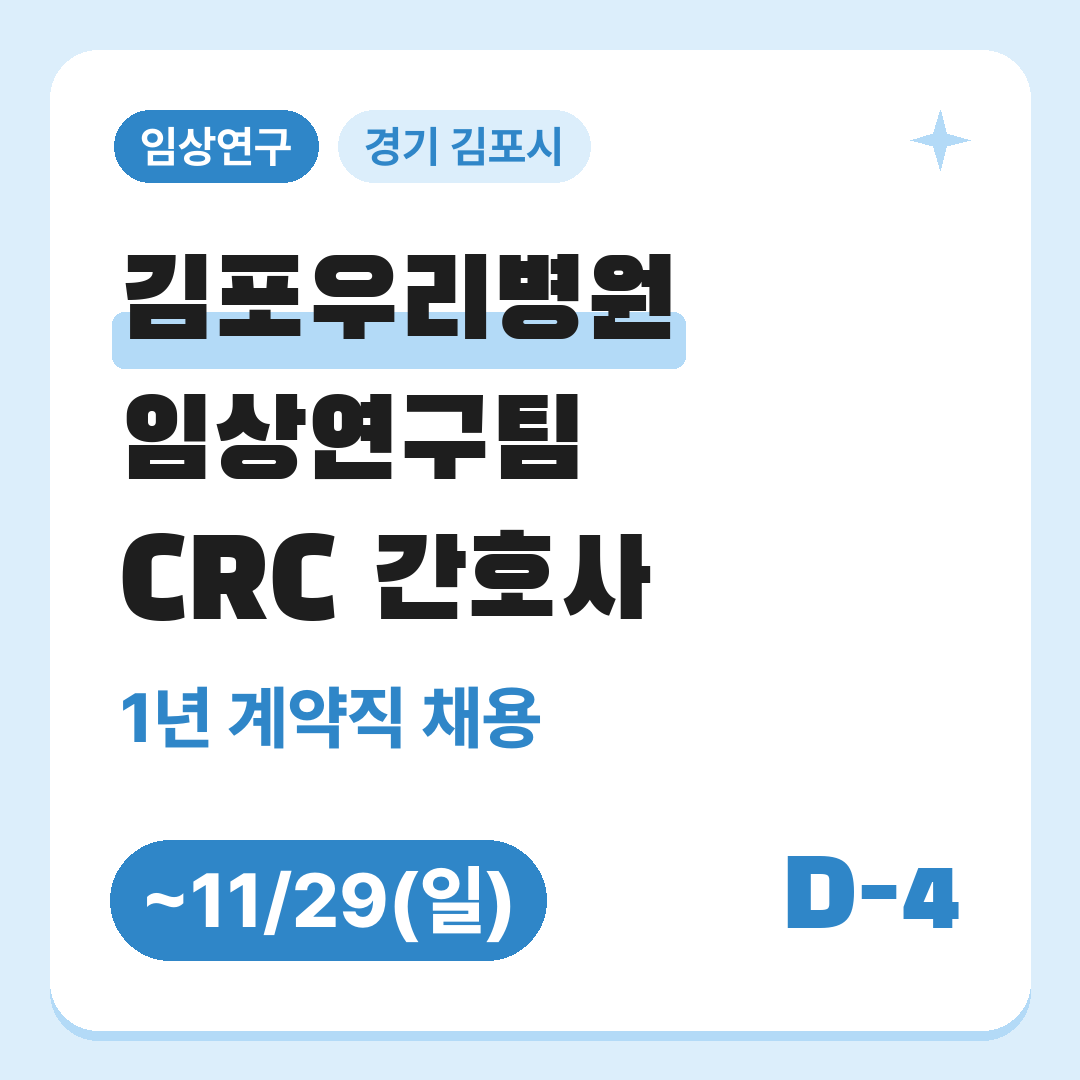 임상연구 경기 김포시
김포우리병원
임상연구팀
CRC 간호사
1년 계약직 채용
~11/29(일) D-4